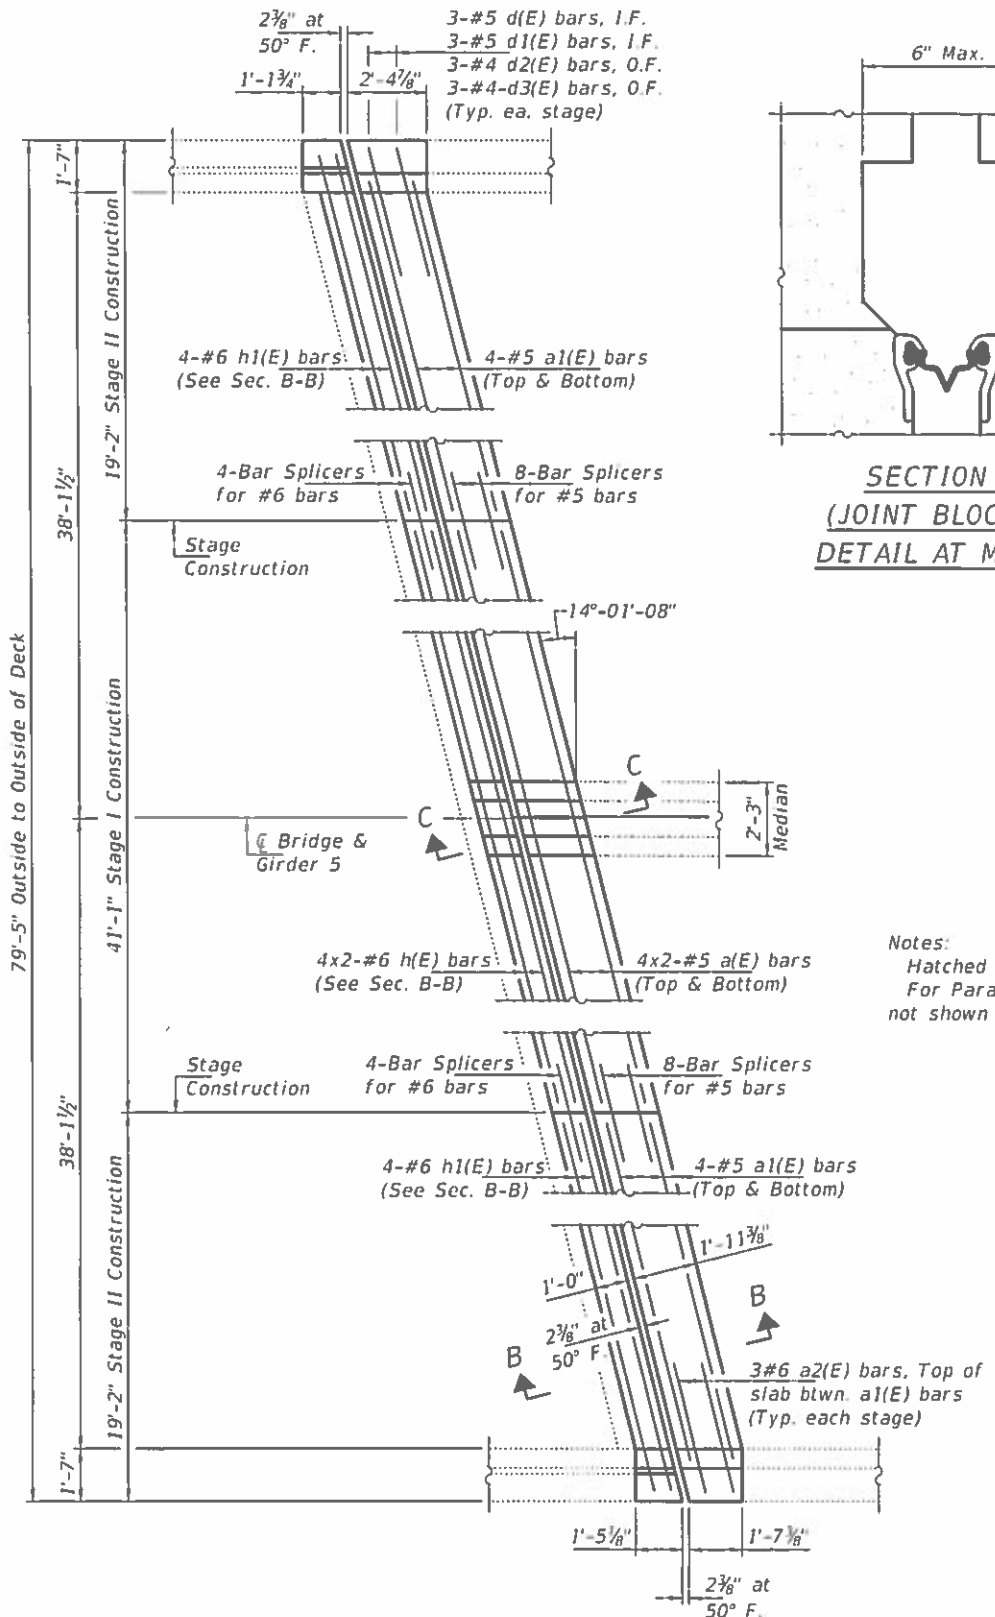 2⅜" at
50° F.
3-#5 d(E) bars, I.F.
3-#5 d1(E) bars, I.F.
3-#4 d2(E) bars, O.F.
3-#4-d3(E) bars, O.F.
(Typ. ea. stage)
1'-1¾"
2'-4⅞"
6" Max.
1'-7"
19'-2" Stage II Construction
38'-1½"
79'-5" Outside to Outside of Deck
4-#6 h1(E) bars
(See Sec. B-B)
4-#5 a1(E) bars
(Top & Bottom)
4-Bar Splicers
for #6 bars
8-Bar Splicers
for #5 bars
SECTION
(JOINT BLOC
DETAIL AT M
Stage
Construction
14°-01'-08"
41'-1" Stage I Construction
C
C
2'-3"
Median
℄ Bridge &
Girder 5
4x2-#6 h(E) bars
(See Sec. B-B)
4x2-#5 a(E) bars
(Top & Bottom)
Notes:
Hatched
For Para
not shown
Stage
Construction
4-Bar Splicers
for #6 bars
8-Bar Splicers
for #5 bars
38'-1½"
4-#6 h1(E) bars
(See Sec. B-B)
4-#5 a1(E) bars
(Top & Bottom)
19'-2" Stage II Construction
1'-0"
1'-11⅜"
2⅜" at
50° F.
B
B
3#6 a2(E) bars, Top of
slab btwn. a1(E) bars
(Typ. each stage)
1'-7"
1'-5⅛"
1'-7⅜"
2⅜" at
50° F.